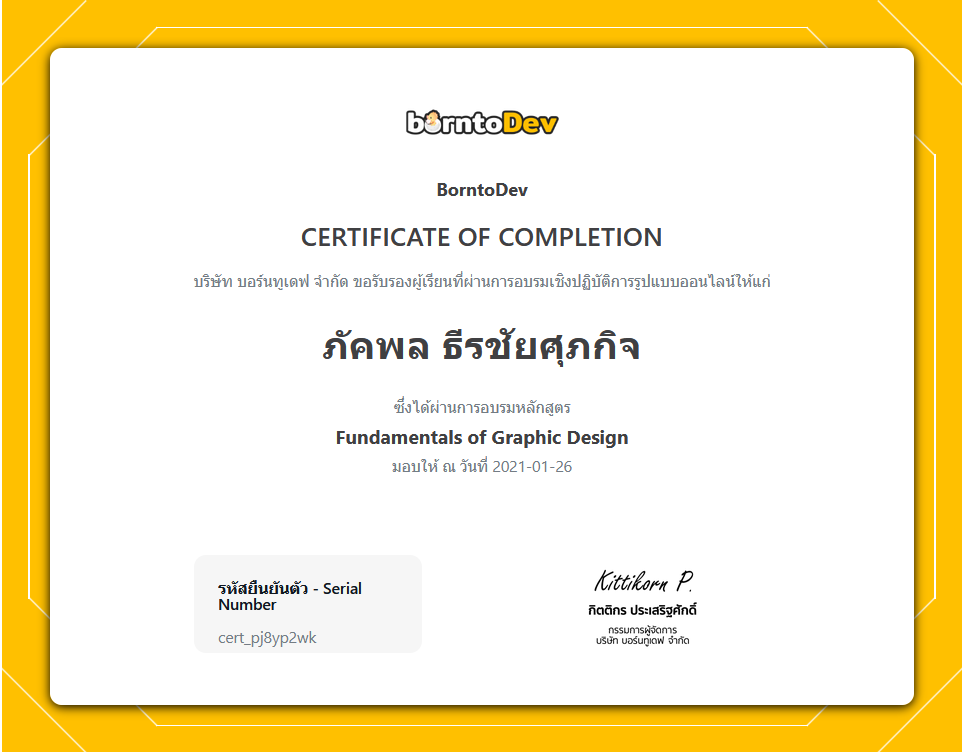 borntoDev
BorntoDev
CERTIFICATE OF COMPLETION
บริษัท บอร์นทูเดฟ จำกัด ขอรับรองผู้เรียนที่ผ่านการอบรมเชิงปฏิบัติการรูปแบบออนไลน์ให้แก่
ภัคพล ธีรชัยศุภกิจ
ซึ่งได้ผ่านการอบรมหลักสูตร
Fundamentals of Graphic Design
มอบให้ ณ วันที่ 2021-01-26
รหัสยืนยันตัว - Serial
Number
cert_pj8yp2wk
Kittikorn P.
กิตติกร ประเสริฐศักดิ์
กรรมการผู้จัดการ
บริษัท บอร์นทูเดฟ จำกัด